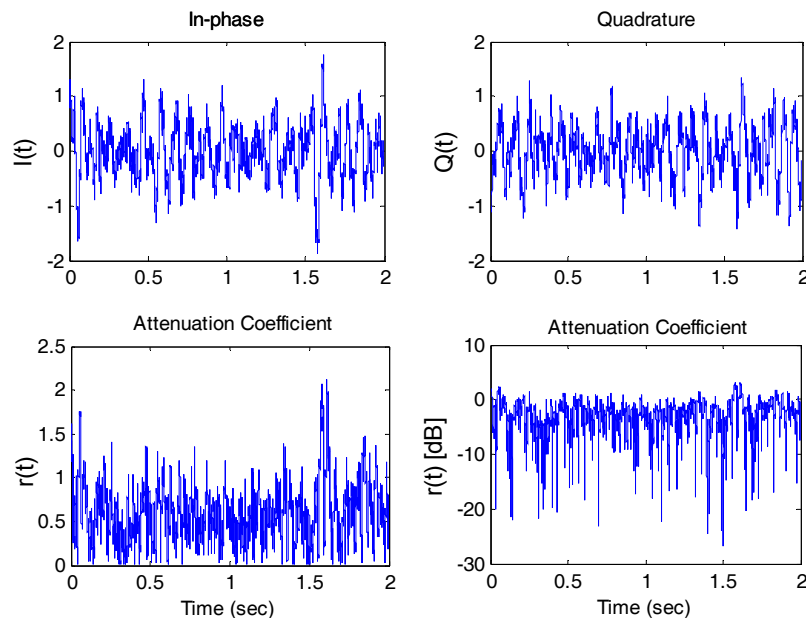 In-phase
2
1
0
-1
-2
I(t)
0 0.5 1 1.5 2
Quadrature
2
1
0
-1
-2
Q(t)
0 0.5 1 1.5 2
Attenuation Coefficient
2.5
2
1.5
1
0.5
0
r(t)
0 0.5 1 1.5 2
Time (sec)
Attenuation Coefficient
10
0
-10
-20
-30
r(t) [dB]
0 0.5 1 1.5 2
Time (sec)